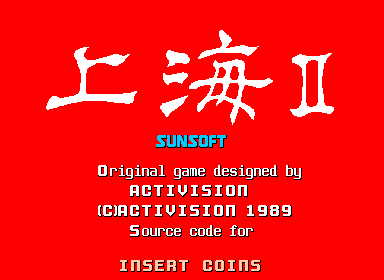 上海II
SUNSOFT
Original game designed by
ACTIVISION
(C)ACTIVISION 1989
Source code for
INSERT COINS